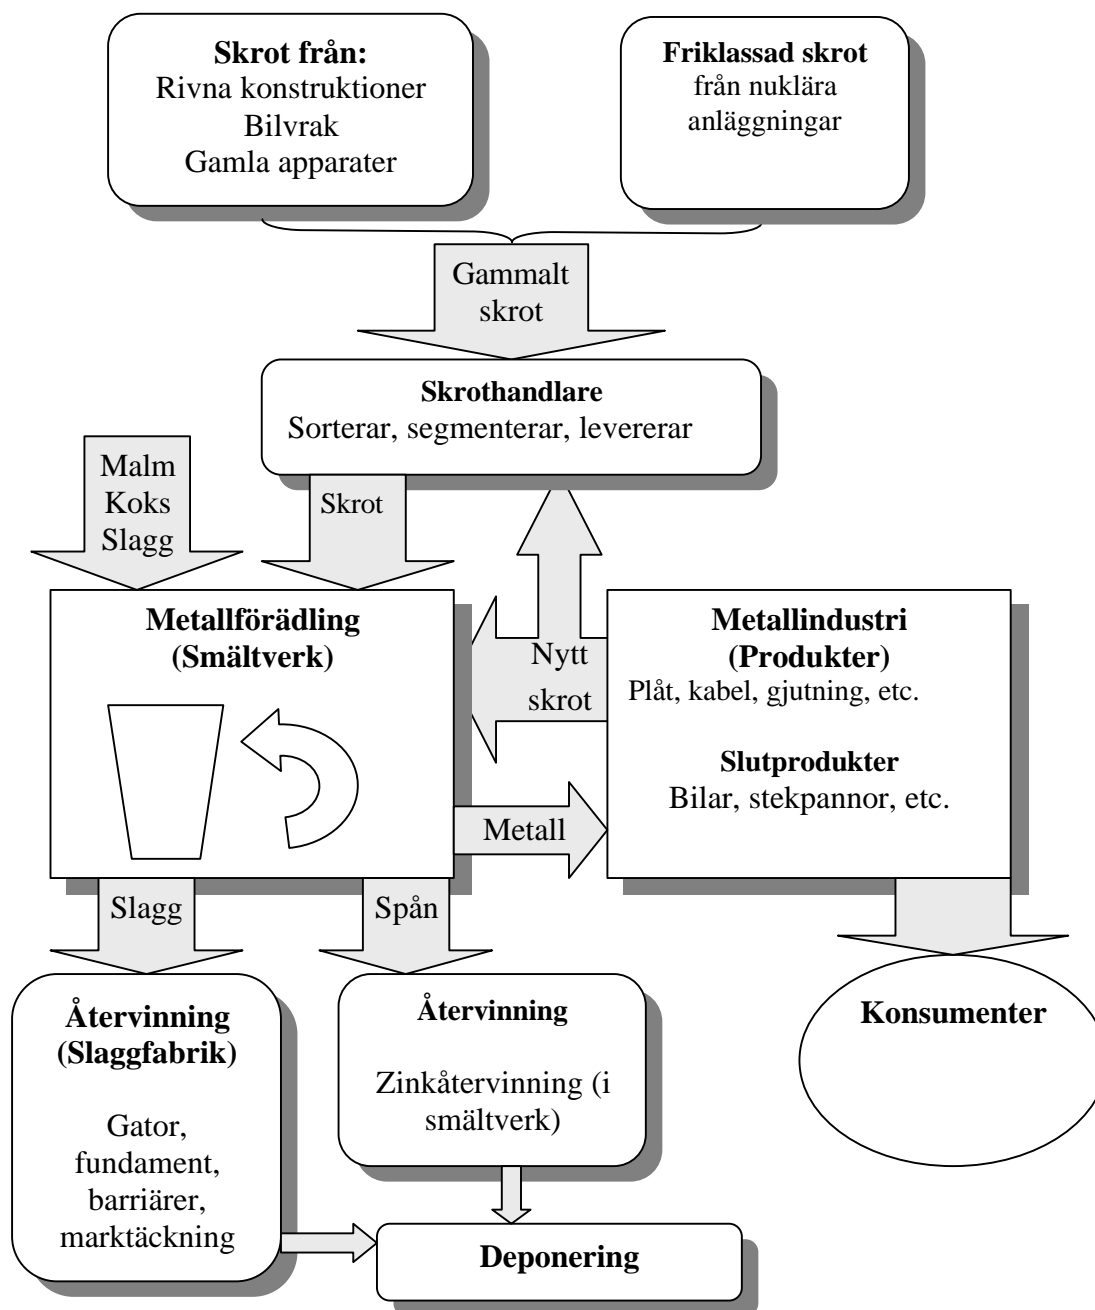 Skrot från:
Rivna konstruktioner
Bilvrak
Gamla apparater
Friklassad skrot
från nuklära
anläggningar
Gammalt
skrot
Skrothandlare
Sorterar, segmenterar, levererar
Malm
Koks
Slagg
Skrot
Metallförädling
(Smältverk)
Nytt
skrot
Metallindustri
(Produkter)
Plåt, kabel, gjutning, etc.
Slutprodukter
Bilar, stekpannor, etc.
Metall
Slagg
Spån
Återvinning
(Slaggfabrik)
Gator,
fundament,
barriärer,
marktäckning
Återvinning
Zinkåtervinning (i
smältverk)
Konsumenter
Deponering